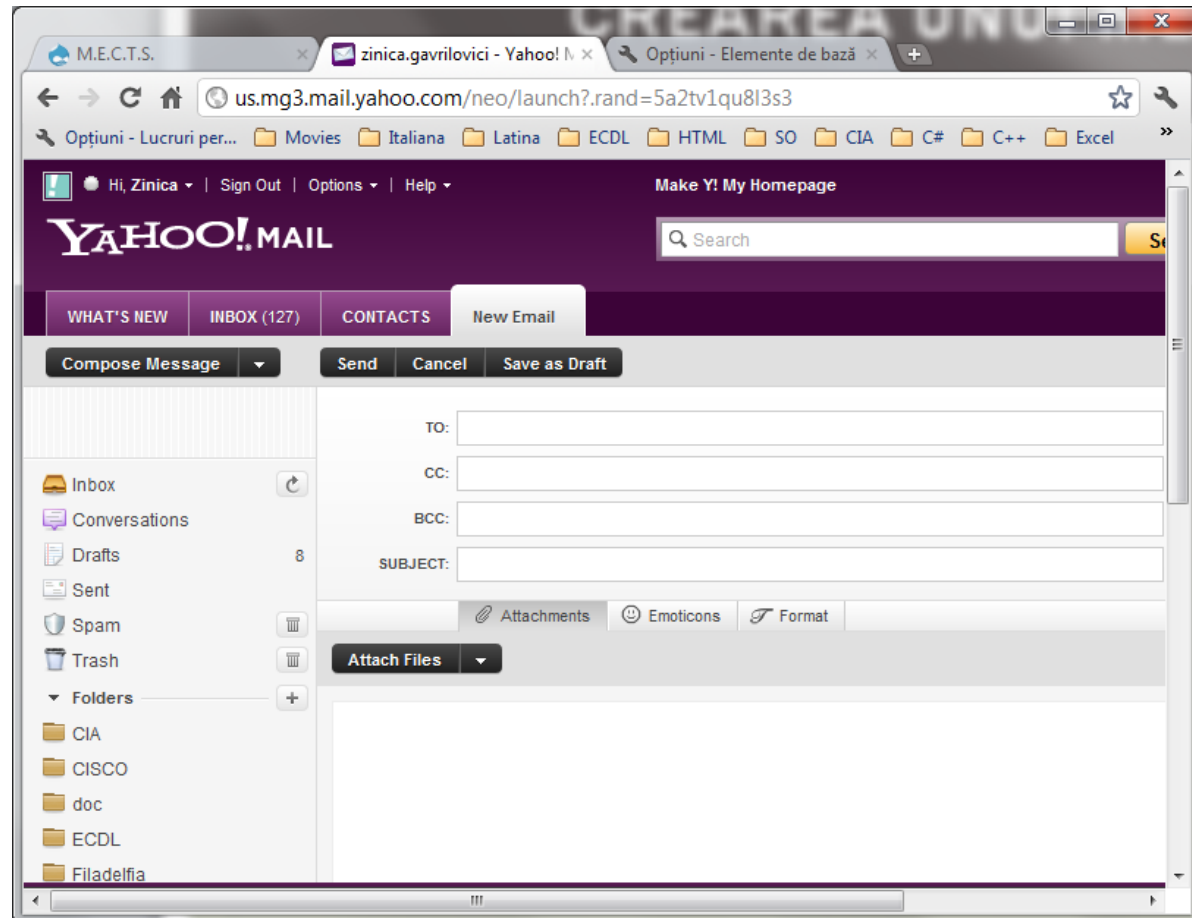 CREAREA UNU
M.E.C.T.S.
zinica.gavrilovici - Yahoo! M
Opțiuni - Elemente de bază
us.mg3.mail.yahoo.com/neo/launch?.rand=5a2tv1qu8l3s3
Opțiuni - Lucruri per... Movies Italiana Latina ECDL HTML SO CIA C# C++ Excel »
Hi, Zinica | Sign Out | Options | Help
Make Y! My Homepage
YAHOO! MAIL
Search
WHAT'S NEW INBOX (127) CONTACTS New Email
Compose Message Send Cancel Save as Draft
TO:
CC:
BCC:
SUBJECT:
Attachments Emoticons Format
Attach Files
Inbox
Conversations
Drafts 8
Sent
Spam
Trash
Folders
CIA
CISCO
doc
ECDL
Filadelfia